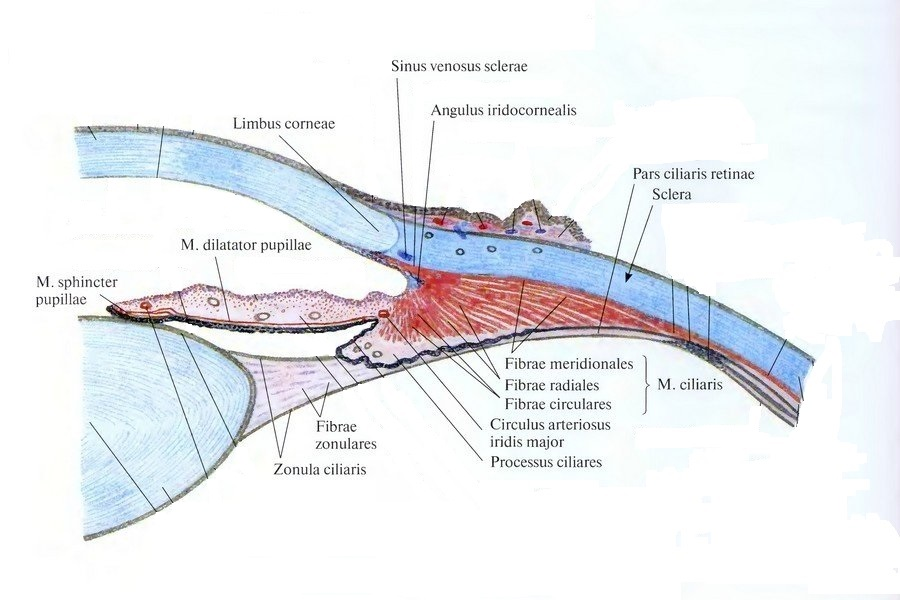 Sinus venosus sclerae
Angulus iridocornealis
Limbus corneae
Pars ciliaris retinae
Sclera
M. dilatator pupillae
M. sphincter
pupillae
Fibrae meridionales
Fibrae radiales
M. ciliaris
Fibrae circulares
Circulus arteriosus
iridis major
Processus ciliares
Fibrae
zonulares
Zonula ciliaris